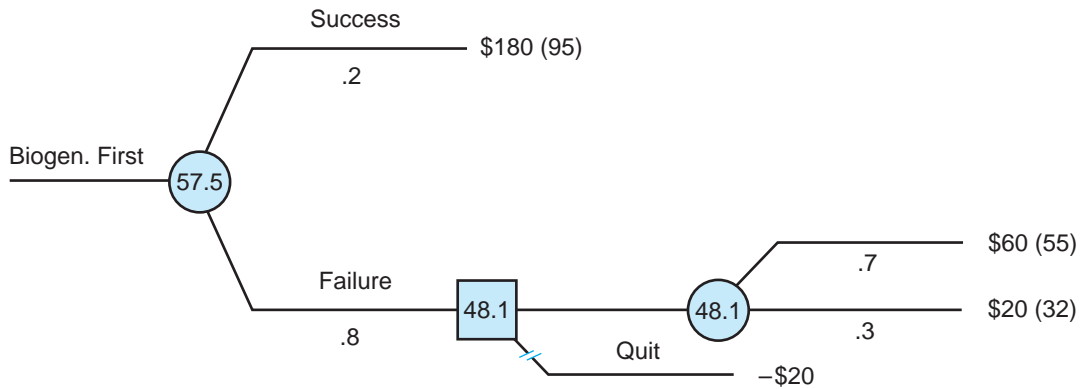 Success
$180 (95)
.2
Biogen. First
57.5
$60 (55)
.7
Failure
48.1
48.1
$20 (32)
.8
.3
Quit
–$20